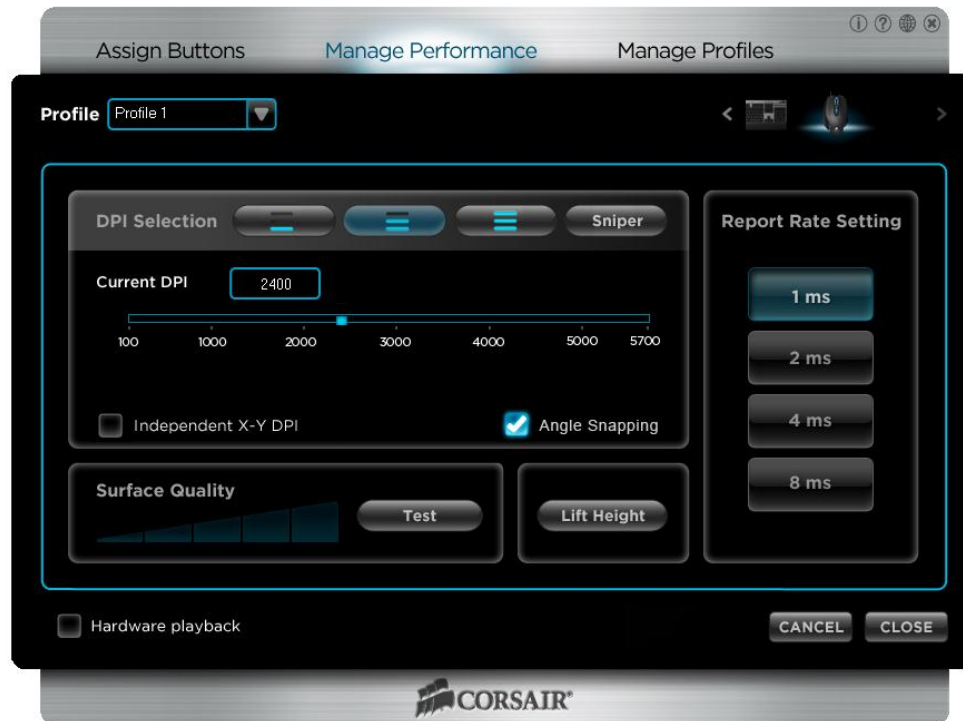 Assign Buttons Manage Performance Manage Profiles
Profile Profile 1
DPI Selection Sniper
Report Rate Setting
Current DPI 2400
100 1000 2000 3000 4000 5000 5700
Independent X-Y DPI Angle Snapping
1 ms
2 ms
4 ms
8 ms
Surface Quality
Test
Lift Height
Hardware playback
CANCEL CLOSE
CORSAIR